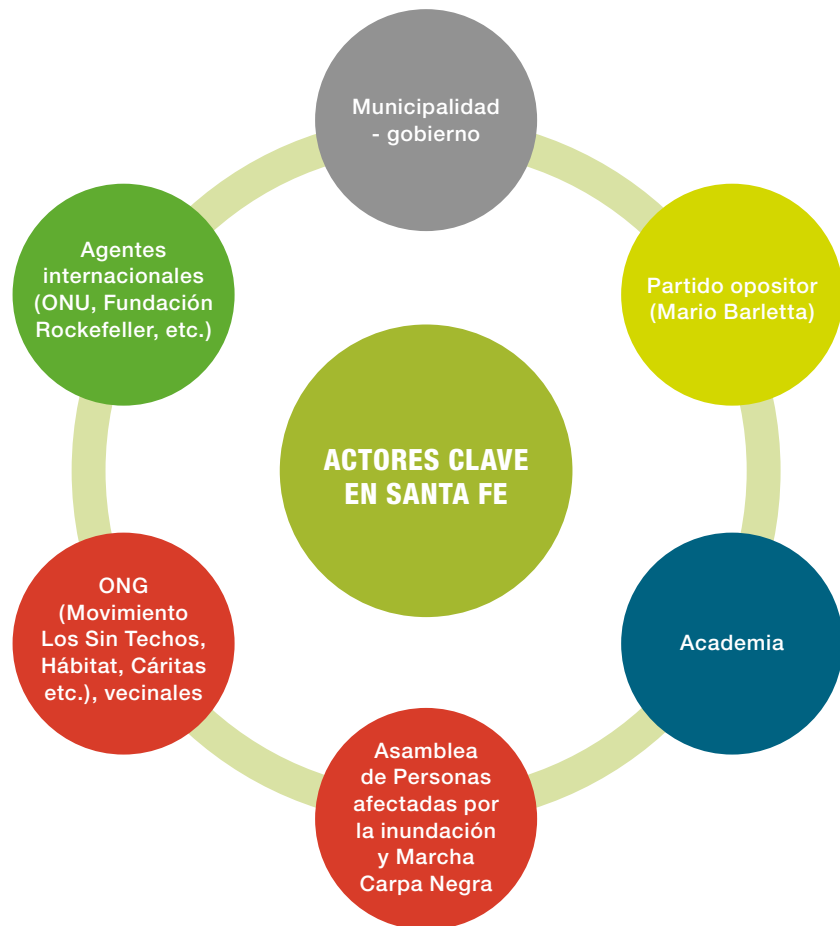 Municipalidad
- gobierno
Agentes
internacionales
(ONU, Fundación
Rockefeller, etc.)
Partido opositor
(Mario Barletta)
ACTORES CLAVE
EN SANTA FE
ONG
(Movimiento
Los Sin Techos,
Hábitat, Cáritas
etc.), vecinales
Academia
Asamblea
de Personas
afectadas por
la inundación
y Marcha
Carpa Negra